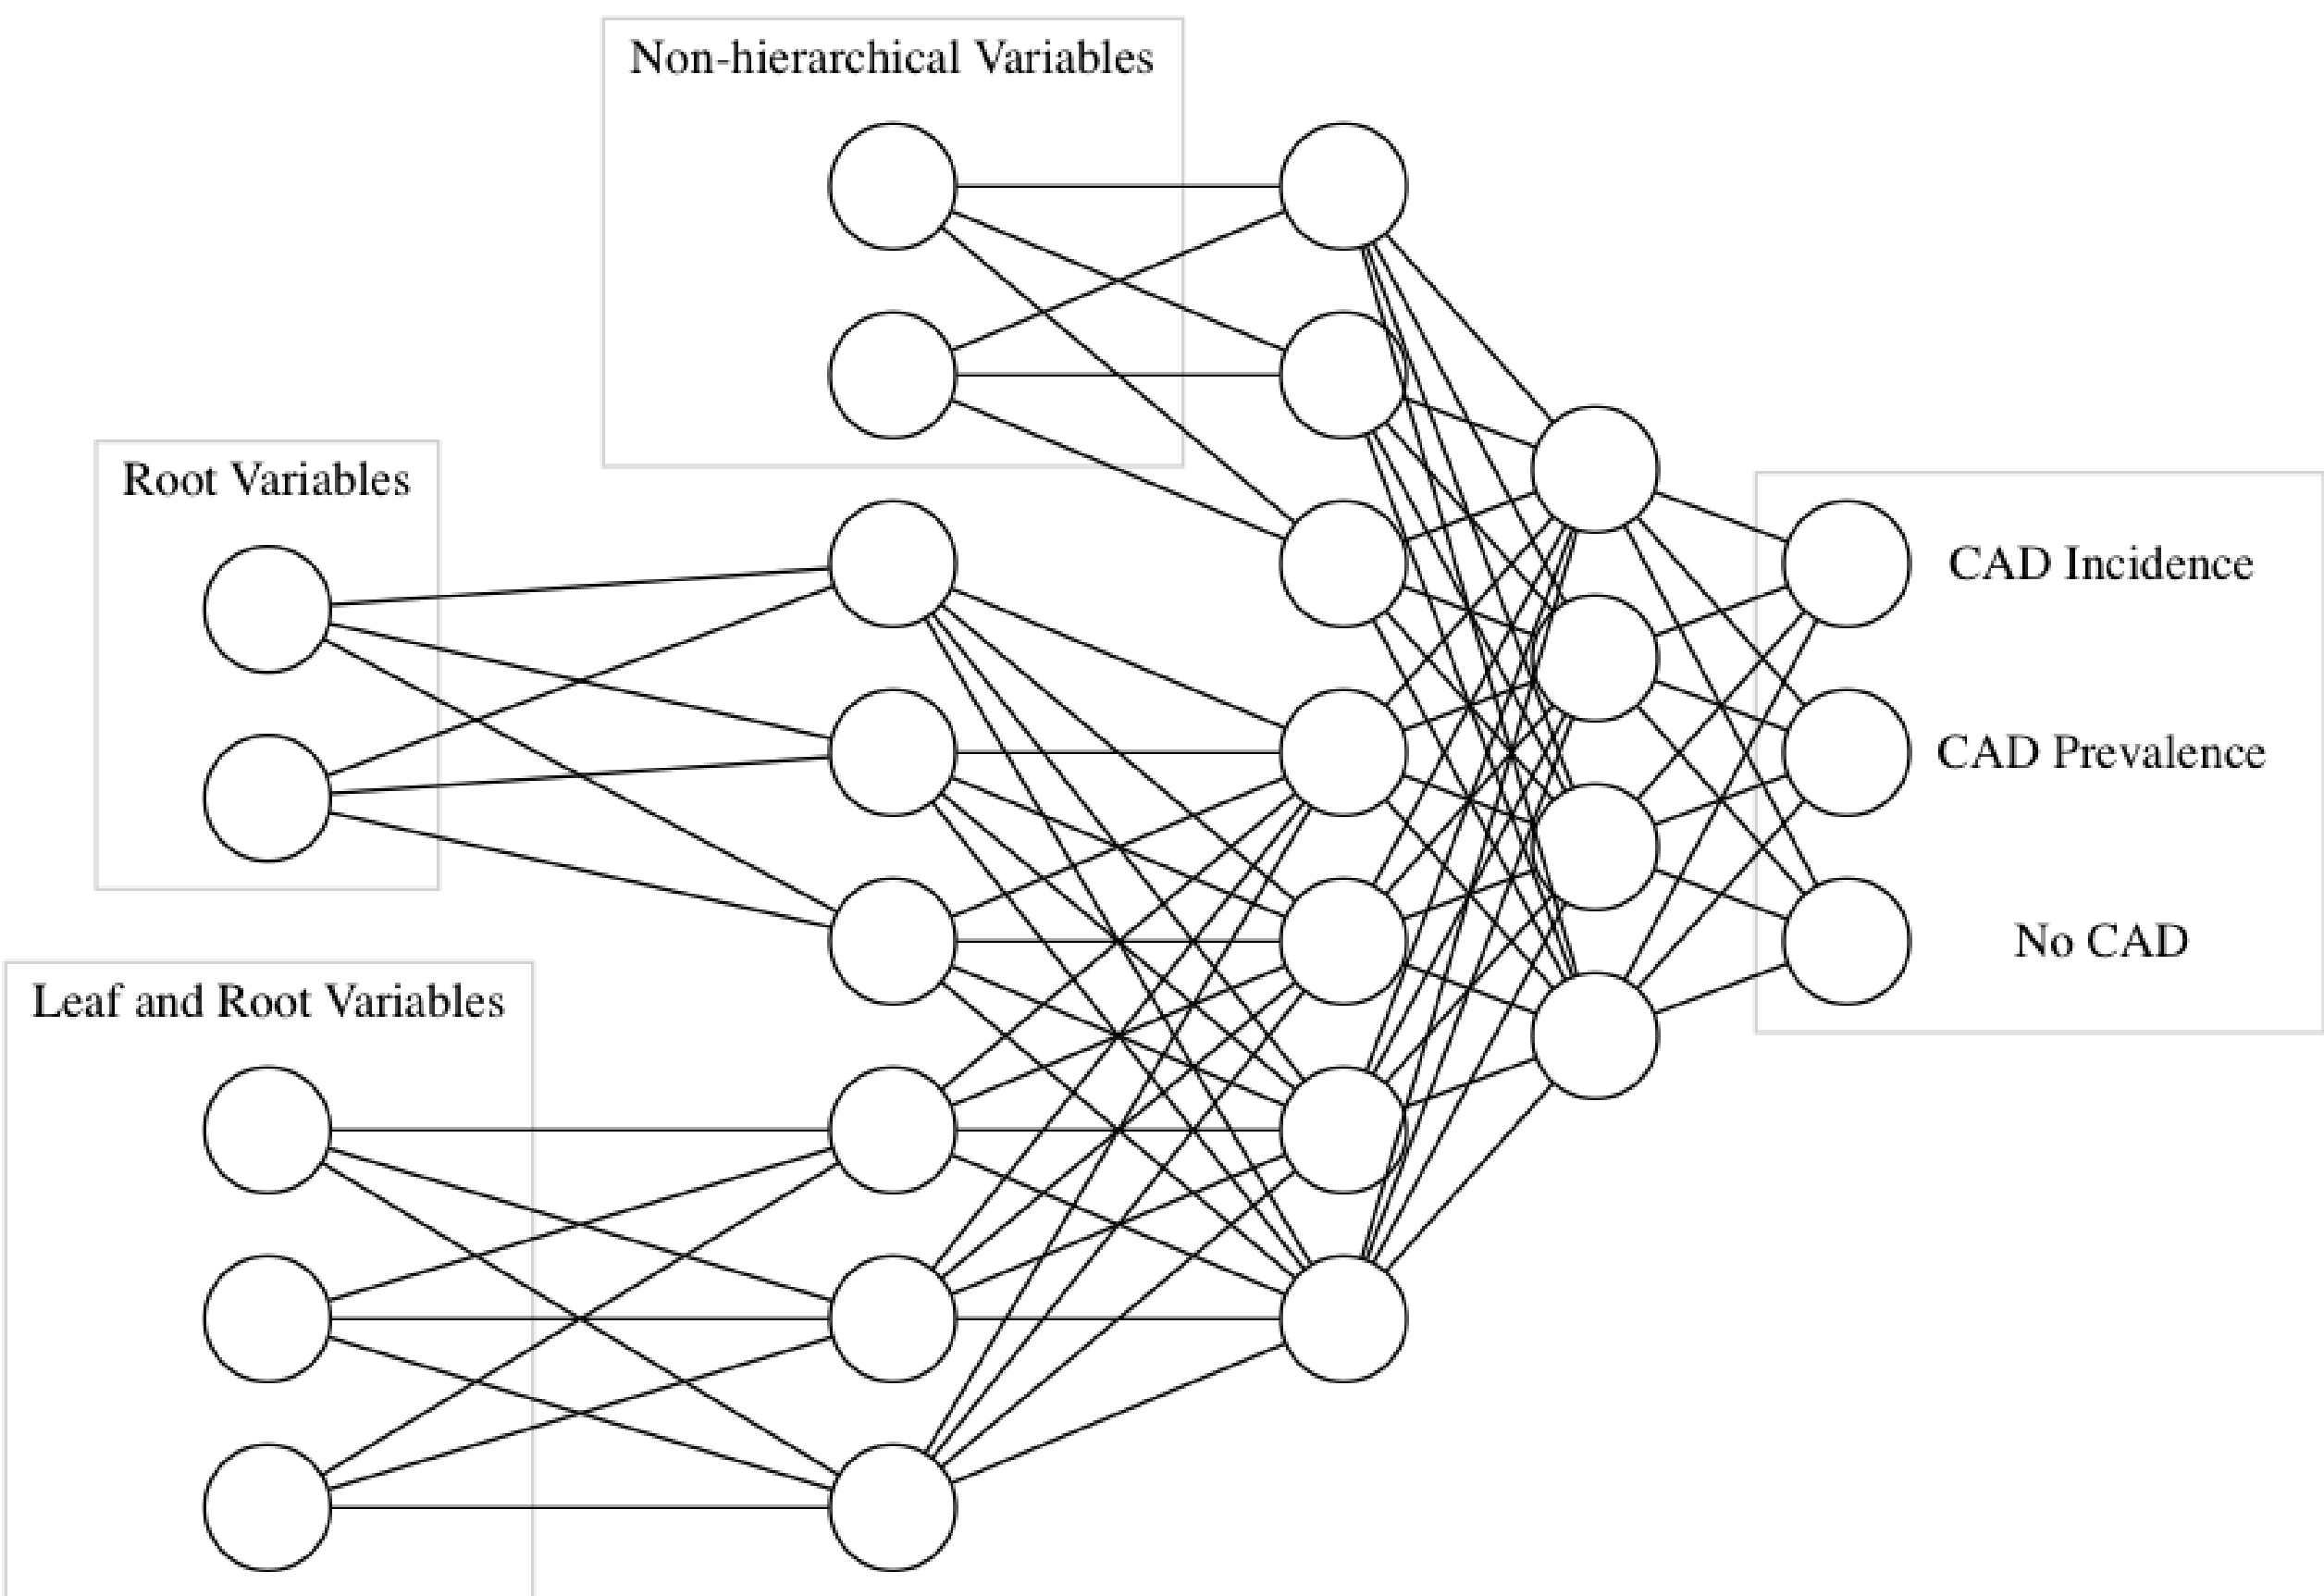 Non-hierarchical Variables
Root Variables
Leaf and Root Variables
CAD Incidence
CAD Prevalence
No CAD